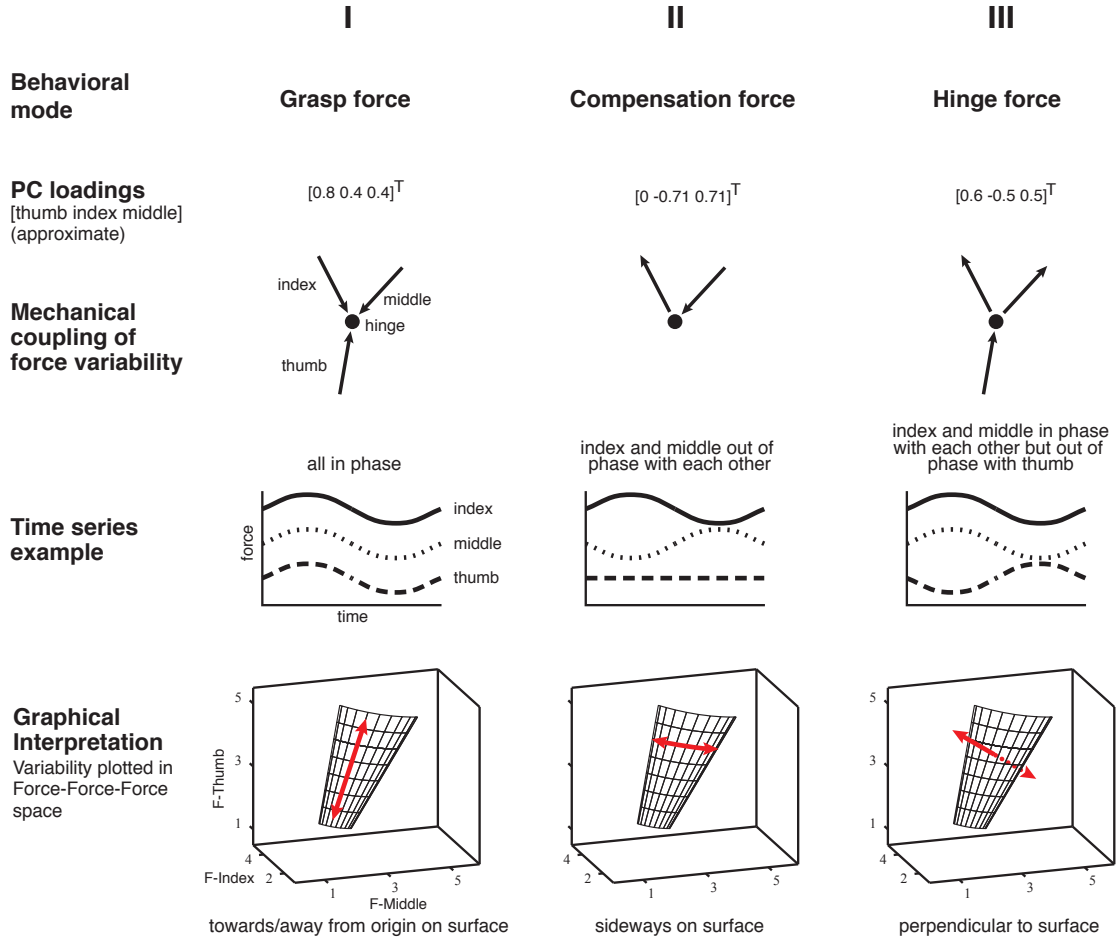 I II III
Behavioral
mode
Grasp force Compensation force Hinge force
PC loadings
[thumb index middle]
(approximate)
[0.8 0.4 0.4]T
[0 -0.71 0.71]T
[0.6 -0.5 0.5]T
Mechanical
coupling of
force variability
index
middle
hinge
thumb
Time series
example
all in phase
index and middle out of
phase with each other
index and middle in phase
with each other but out of
phase with thumb
force
index
middle
thumb
time
Graphical
Interpretation
Variability plotted in
Force-Force-Force
space
F-Thumb
5
3
1
4
2
F-Index
1
3
5
F-Middle
5
3
1
4
2
1
3
5
5
3
1
4
2
1
3
5
towards/away from origin on surface
sideways on surface
perpendicular to surface